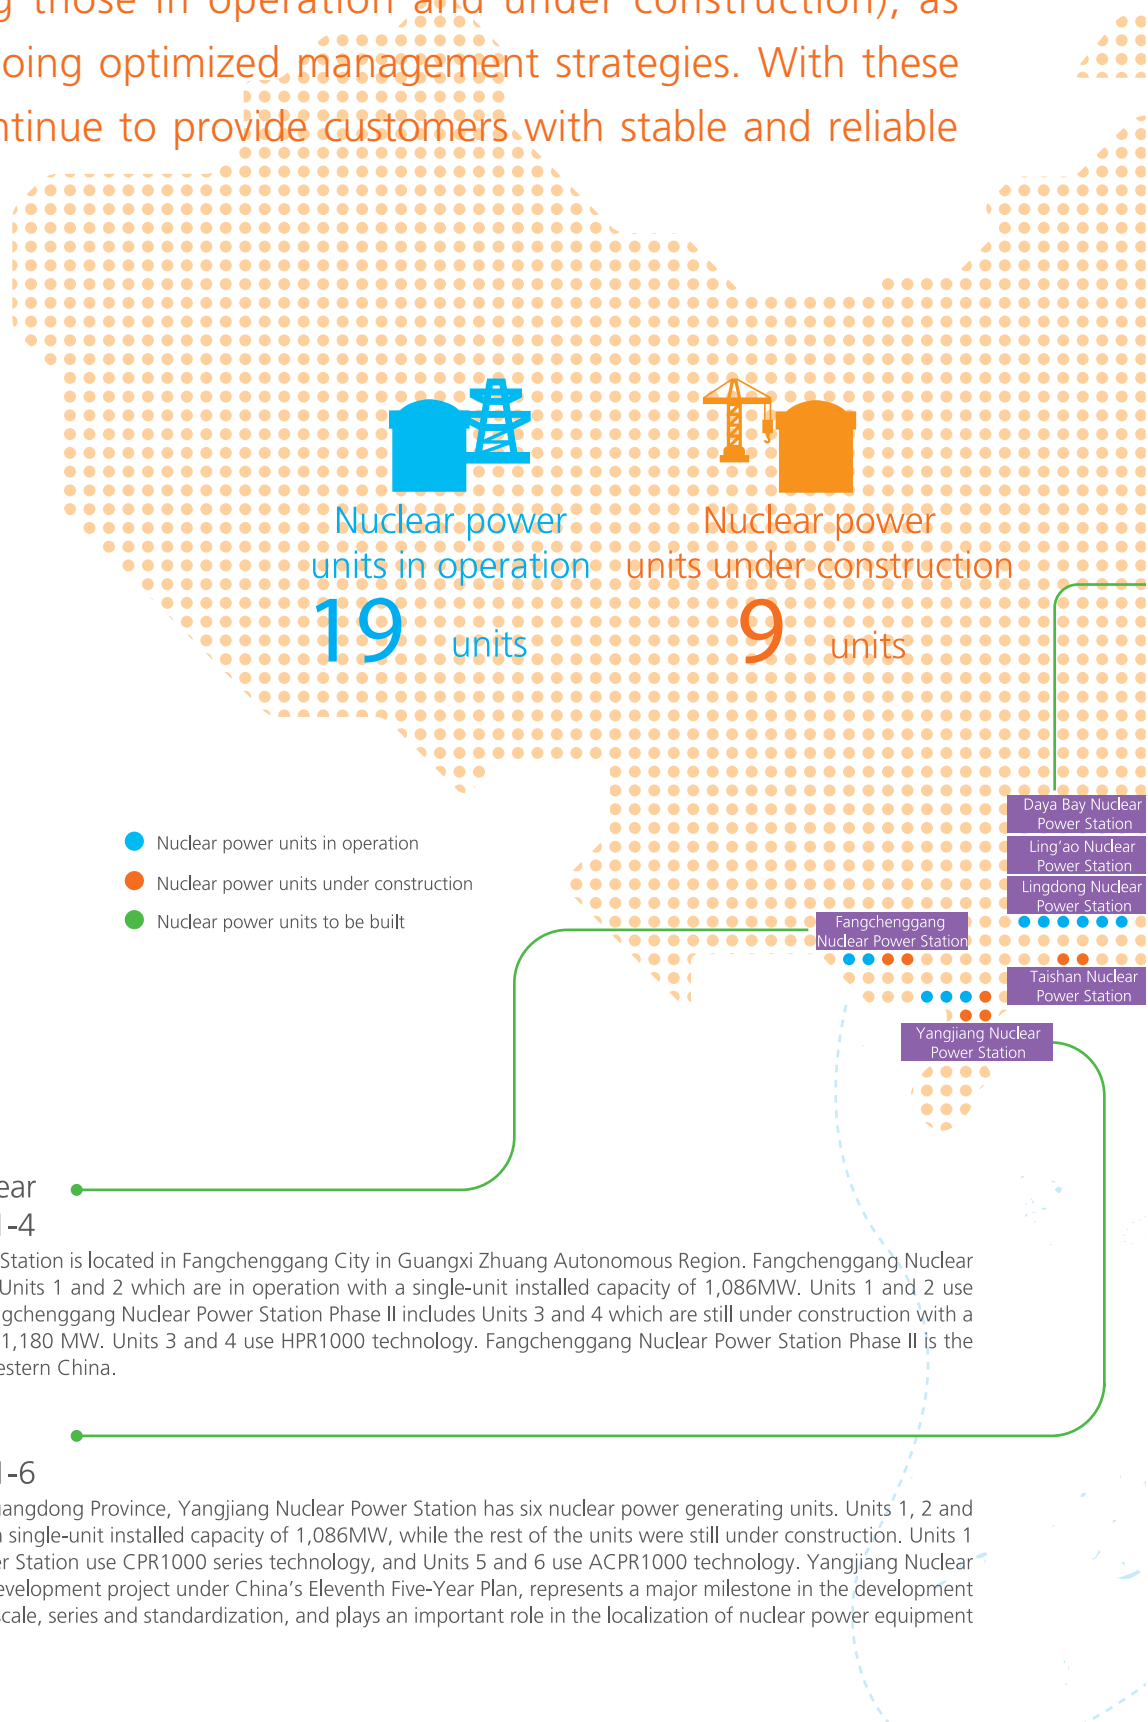 those in operation and under construction), as
oing optimized management strategies. With these
ntinue to provide customers with stable and reliable
Nuclear power
units in operation
19 units
Nuclear power
units under construction
9 units
Nuclear power units in operation
Nuclear power units under construction
Nuclear power units to be built
Daya Bay Nuclear
Power Station
Ling'ao Nuclear
Power Station
Lingdong Nuclear
Power Station
Fangchenggang
Nuclear Power Station
Taishan Nuclear
Power Station
Yangjiang Nuclear
Power Station
ear
1-4
Station is located in Fangchenggang City in Guangxi Zhuang Autonomous Region. Fangchenggang Nuclear
Units 1 and 2 which are in operation with a single-unit installed capacity of 1,086MW. Units 1 and 2 use
ngchenggang Nuclear Power Station Phase II includes Units 3 and 4 which are still under construction with a
1,180 MW. Units 3 and 4 use HPR1000 technology. Fangchenggang Nuclear Power Station Phase II is the
estern China.
1-6
uangdong Province, Yangjiang Nuclear Power Station has six nuclear power generating units. Units 1, 2 and
a single-unit installed capacity of 1,086MW, while the rest of the units were still under construction. Units 1
er Station use CPR1000 series technology, and Units 5 and 6 use ACPR1000 technology. Yangjiang Nuclear
evelopment project under China's Eleventh Five-Year Plan, represents a major milestone in the development
scale, series and standardization, and plays an important role in the localization of nuclear power equipment